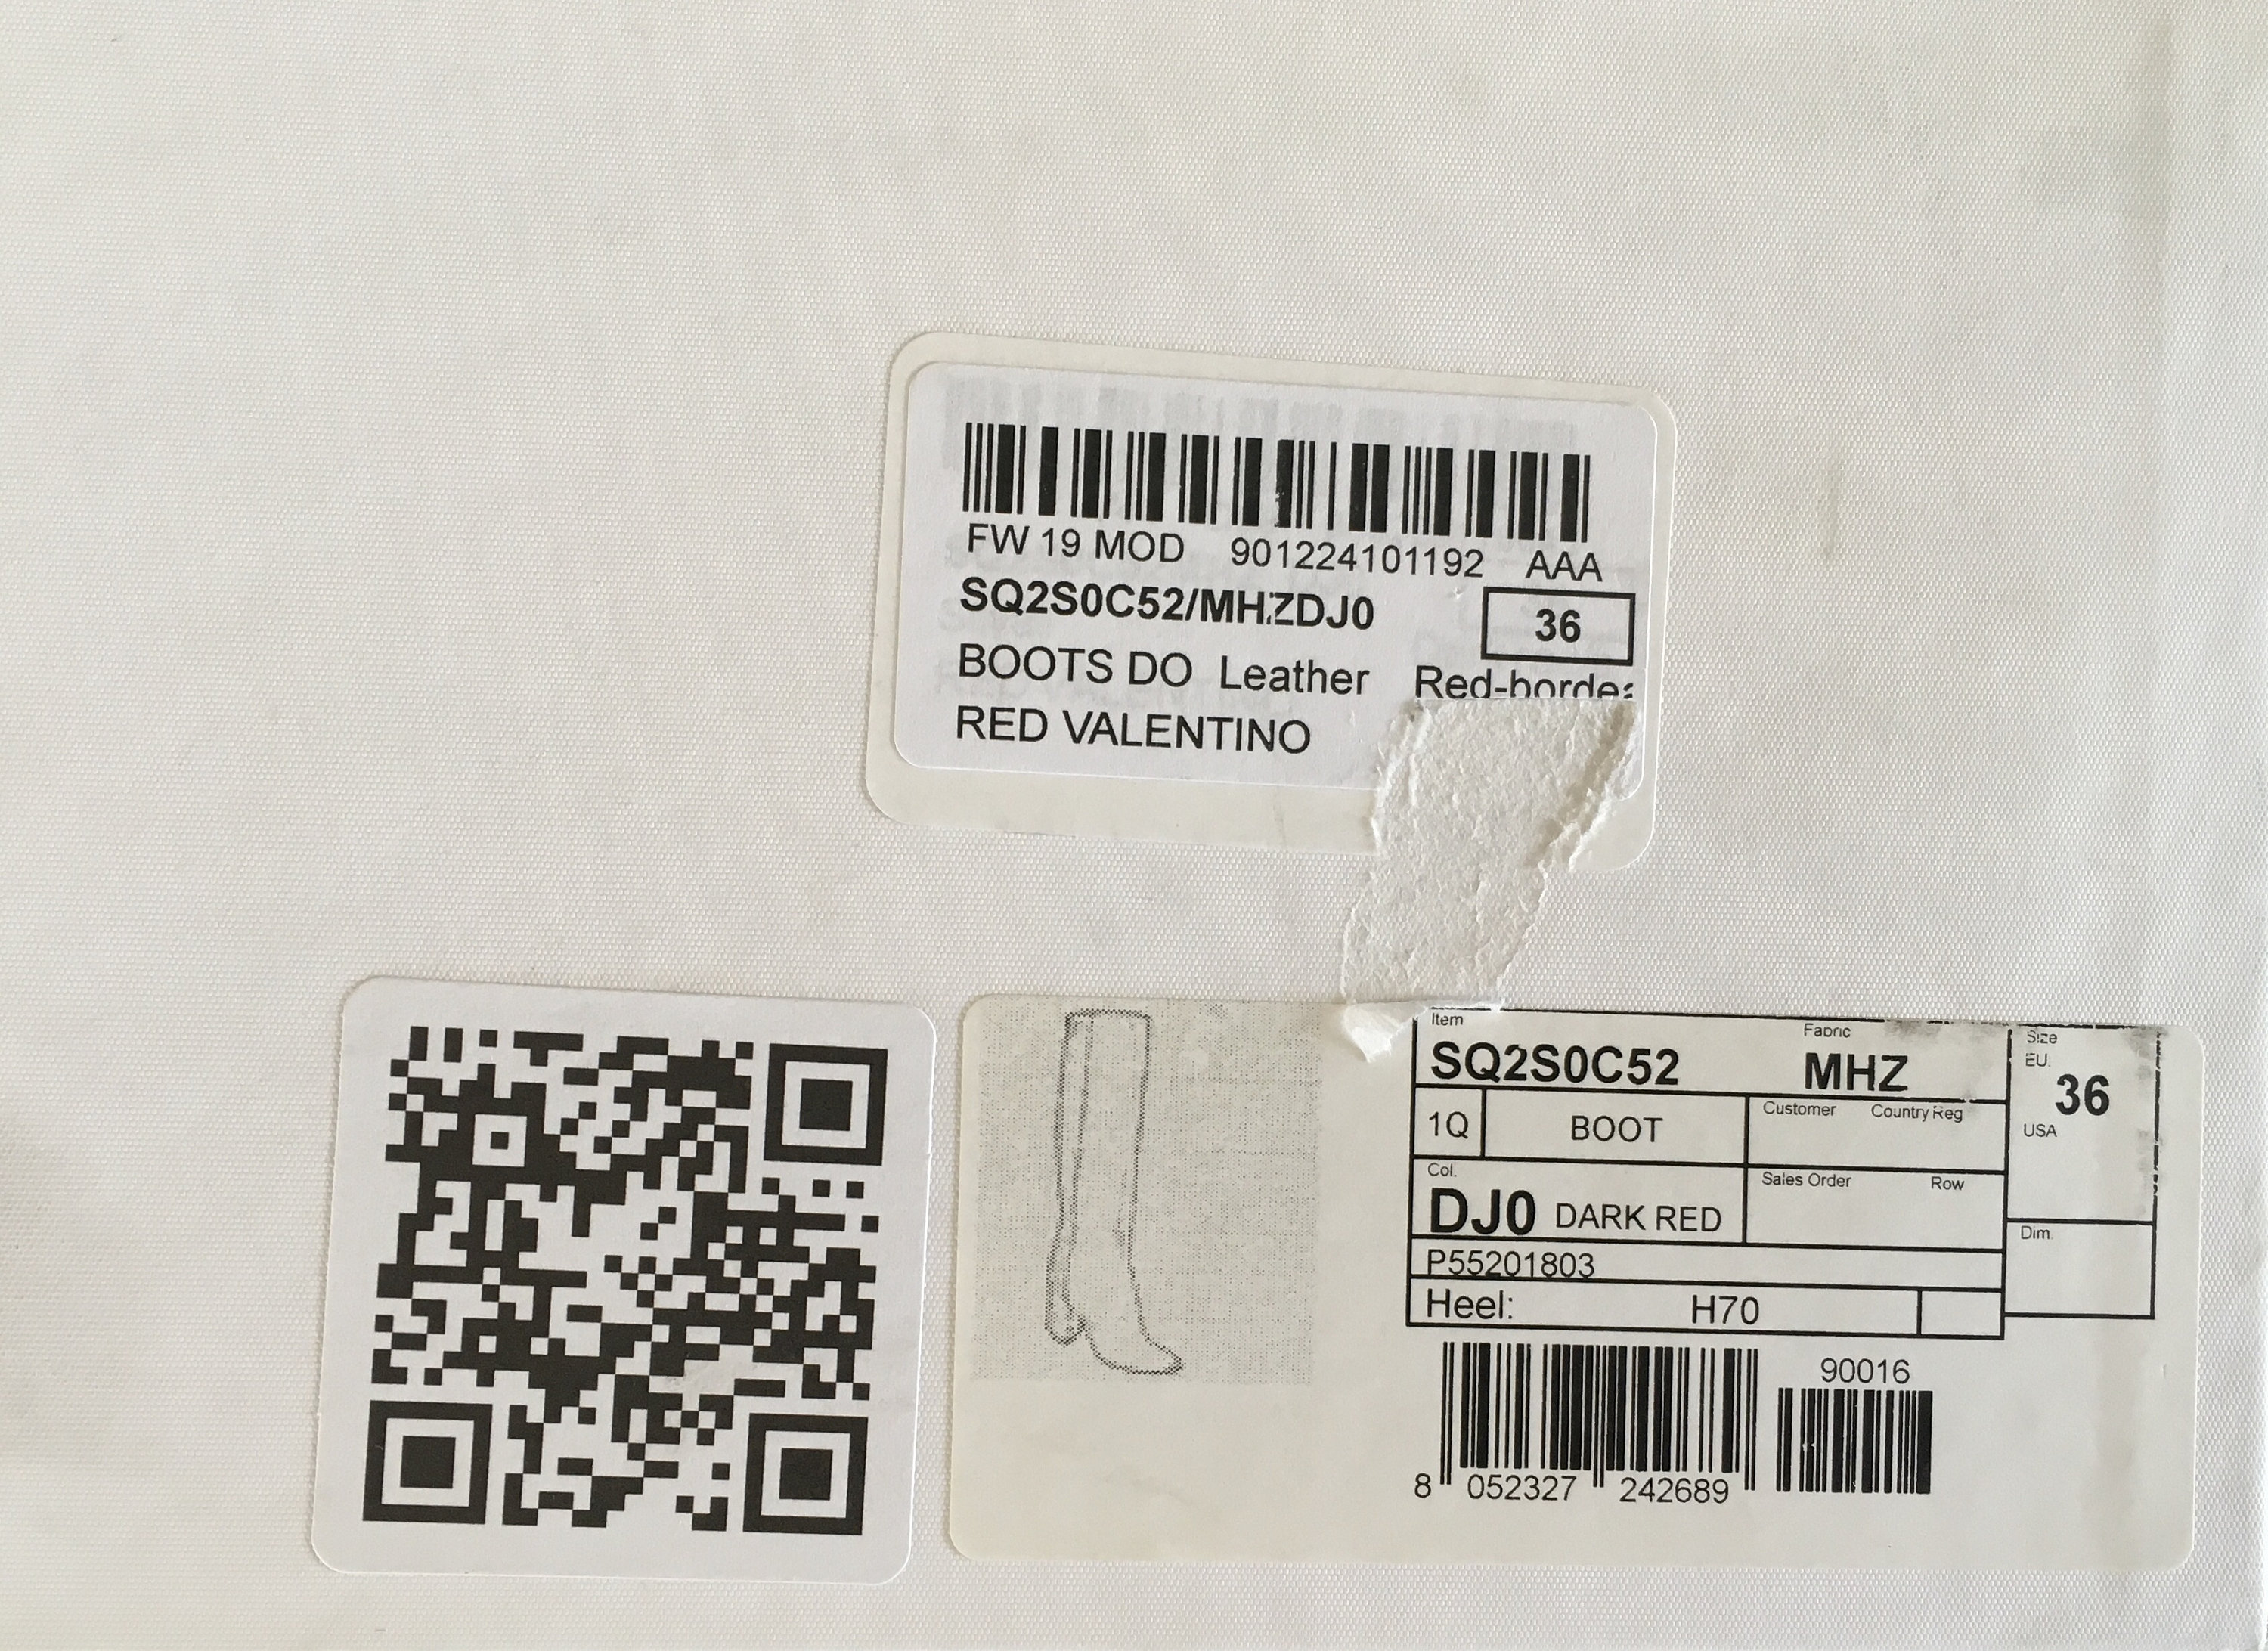 FW 19 MOD 901224101192 AAA
SQ2S0C52/MHZDJ0 36
BOOTS DO Leather
RED VALENTINO
Item Fabric Size
SQ2S0C52 MHZ EU. 36
1Q BOOT Customer Country Reg USA
Col. Sales Order Row
DJ0 DARK RED Dim.
P55201803
Heel: H70
90016
8 052327 242689